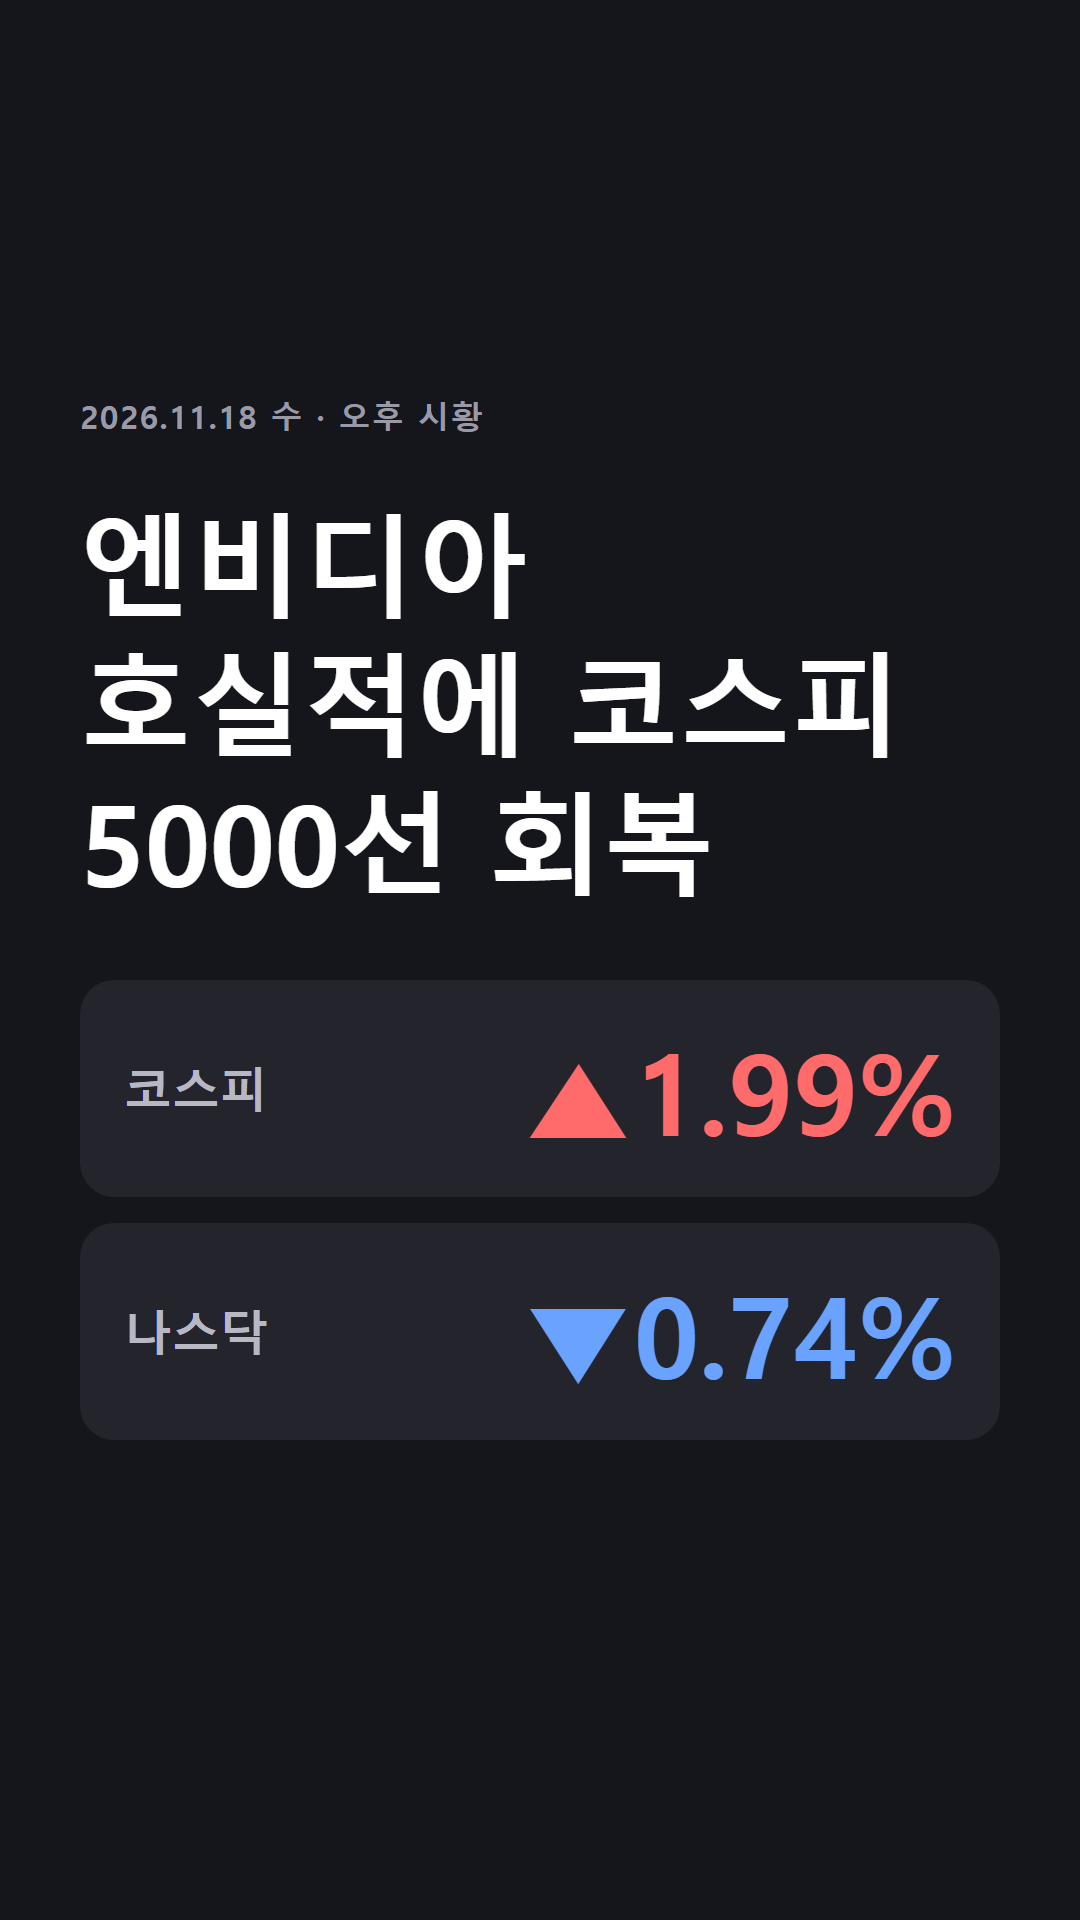 2026.11.18 수 · 오후 시황
엔비디아
호실적에 코스피
5000선 회복
코스피 ▲1.99%
나스닥 ▼0.74%